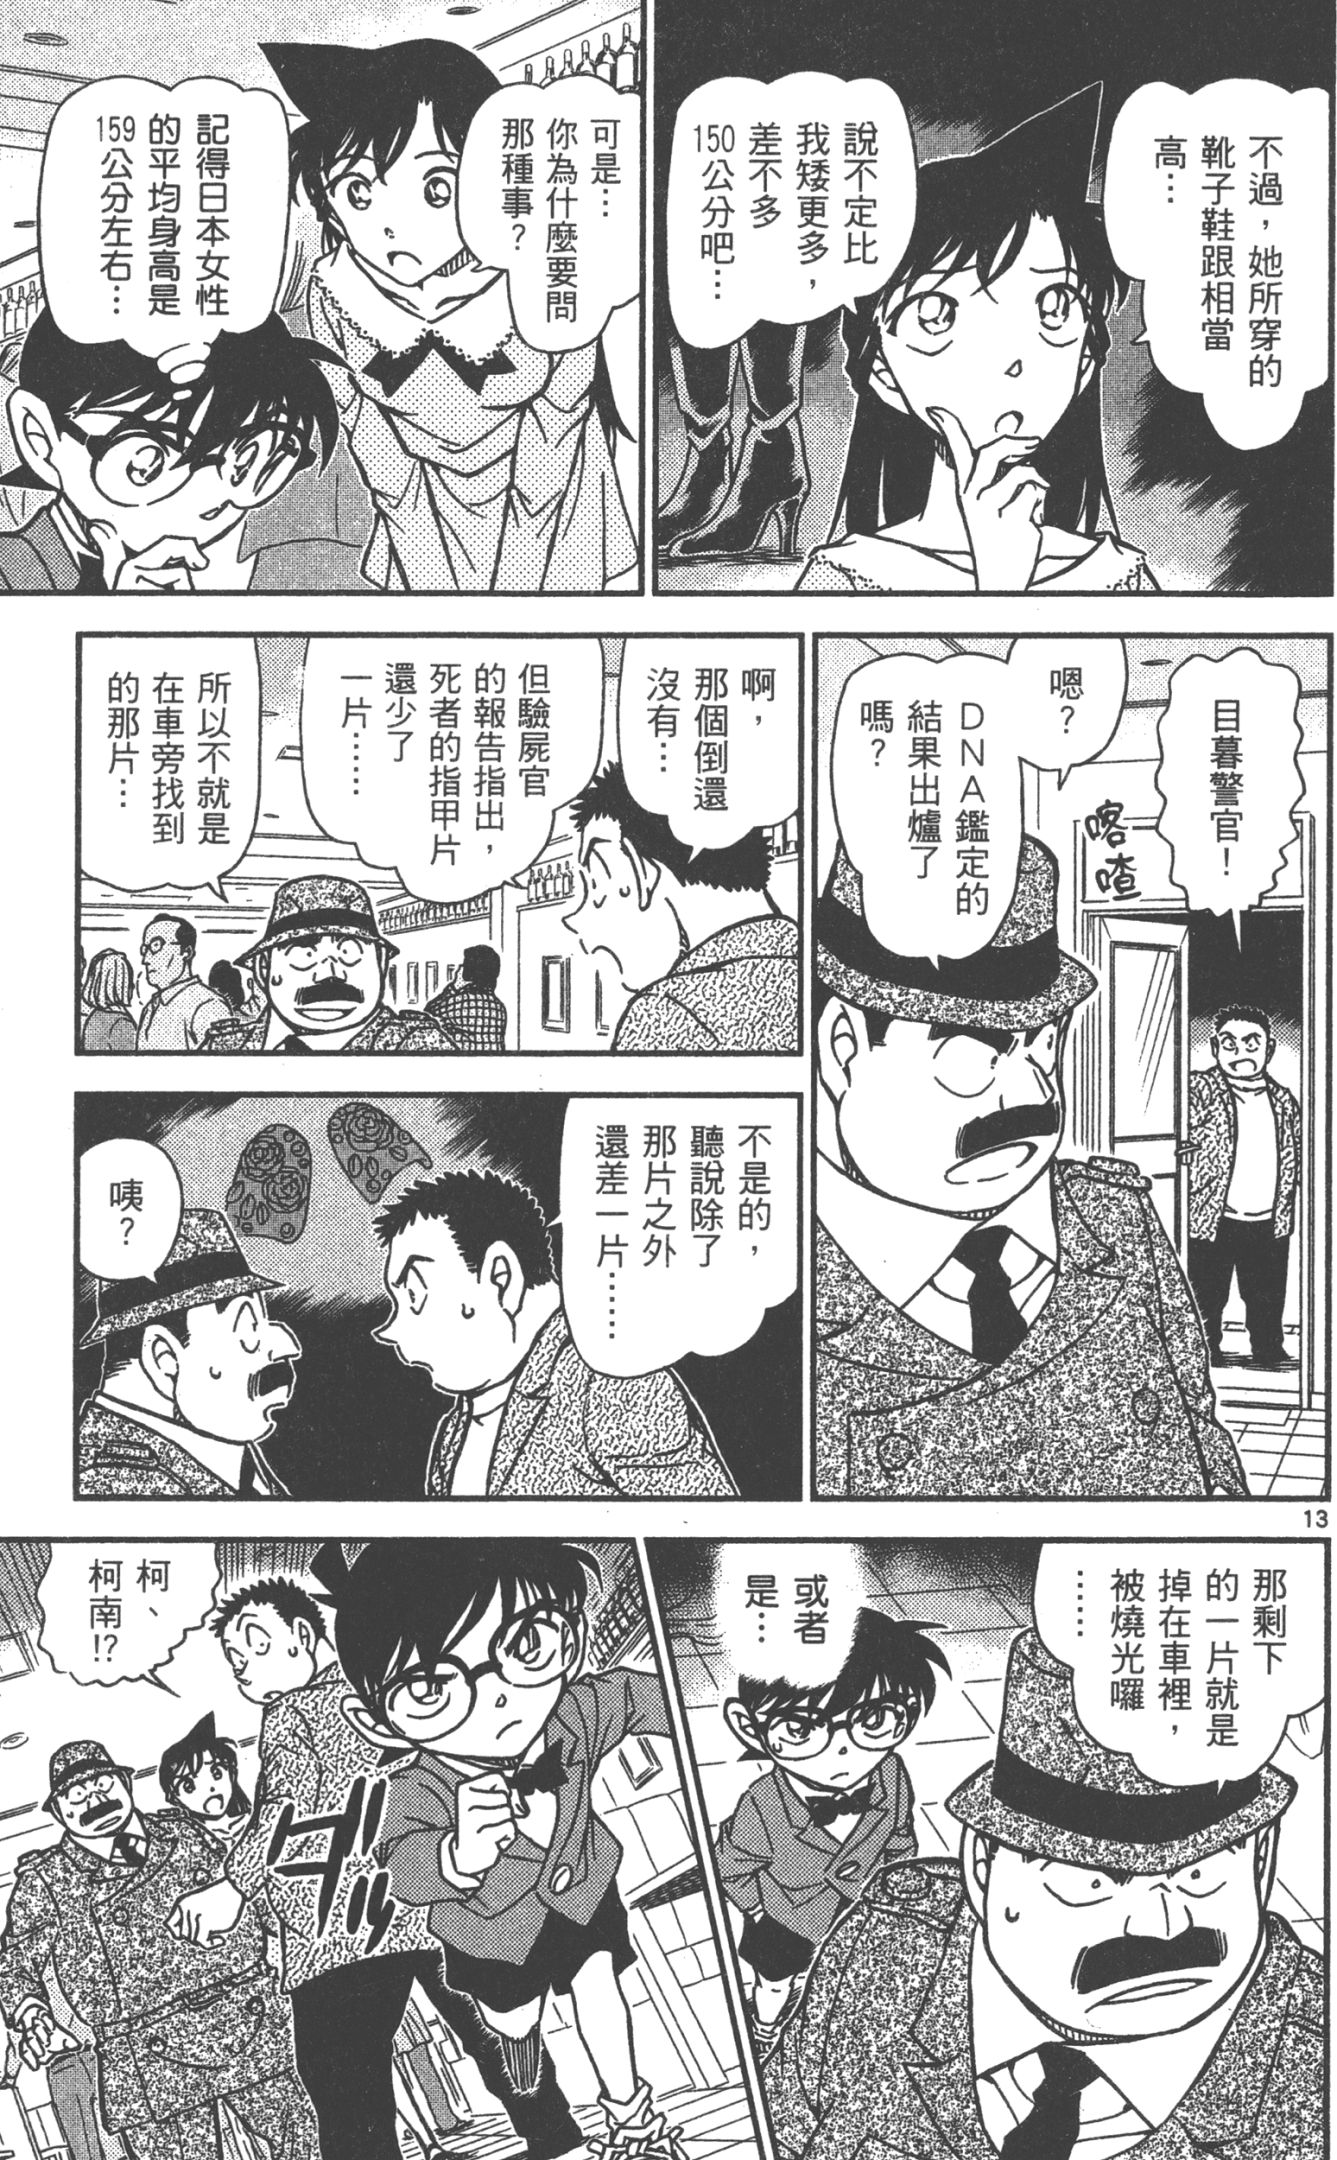 不過，她所穿的
靴子鞋跟相當
高…
說不定比
我矮更多，
差不多
150公分吧…
可是…
你為什麼要問
那種事？
記得日本女性
的平均身高是
159公分左右…
目暮警官！
喀喳
嗯？
DNA鑑定的
結果出爐了
嗎？
啊，
那個倒還
沒有…
但驗屍官
的報告指出，
死者的指甲片
還少了
一片……
所以不就是
在車旁找到
的那片…
不是的，
聽說除了
那片之外
還差一片……
咦？
13
那剩下
的一片就是
掉在車裡，
被燒光囉
……
或者
是…
ダッ
柯、
柯南!?